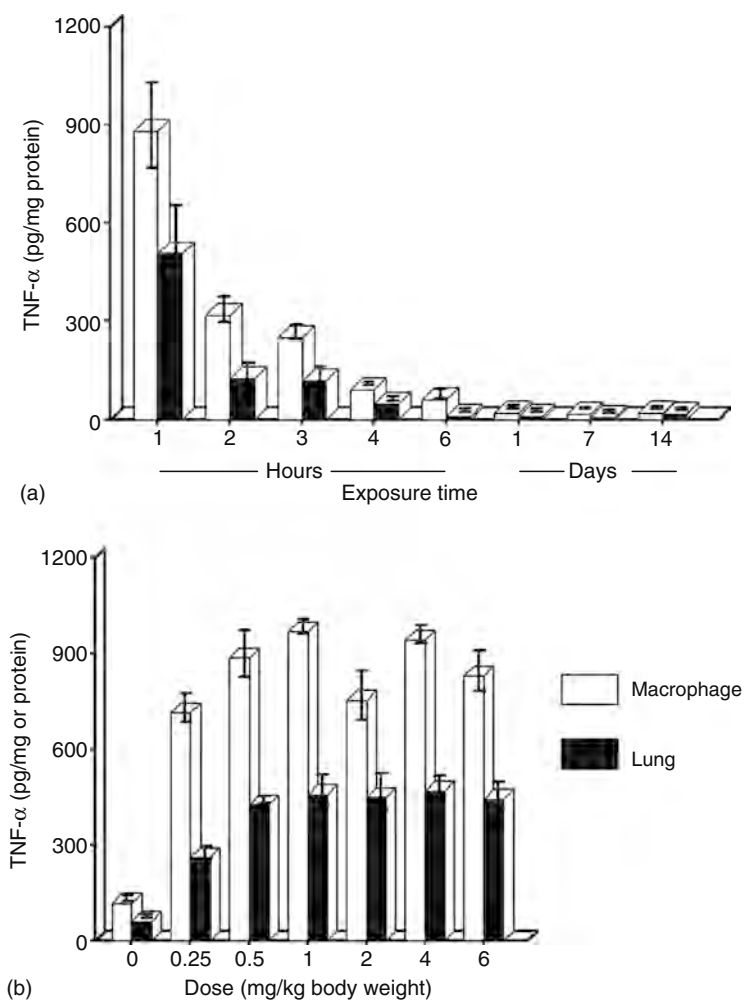 1200
900
600
300
0
TNF-α (pg/mg protein)
1 2 3 4 6 1 7 14
Hours Days
Exposure time
(a)
1200
900
600
300
0
TNF-α (pg/mg or protein)
Macrophage
Lung
0 0.25 0.5 1 2 4 6
Dose (mg/kg body weight)
(b)